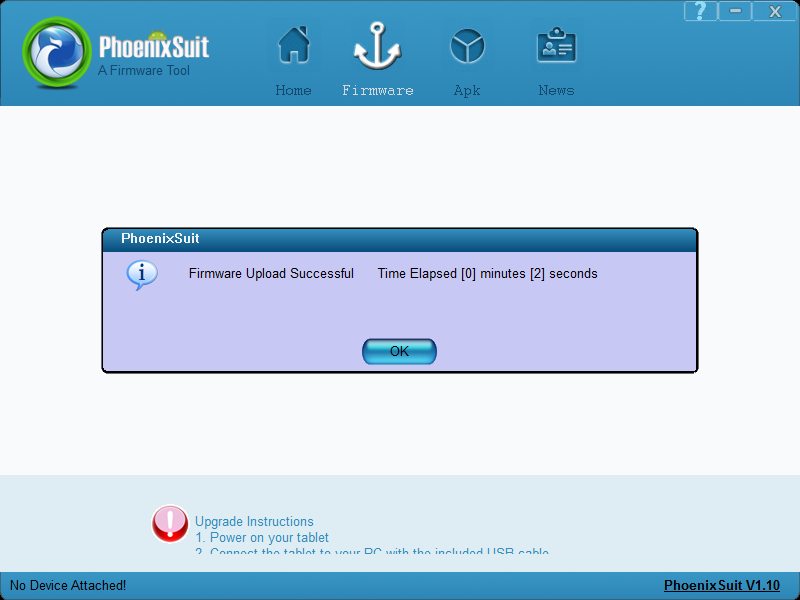 PhoenixSuit
A Firmware Tool
Home
Firmware
Apk
News
? – X
PhoenixSuit
i
Firmware Upload Successful Time Elapsed [0] minutes [2] seconds
OK
Upgrade Instructions
1. Power on your tablet
2. Connect the tablet to your PC with the included USB cable
No Device Attached!
PhoenixSuit V1.10